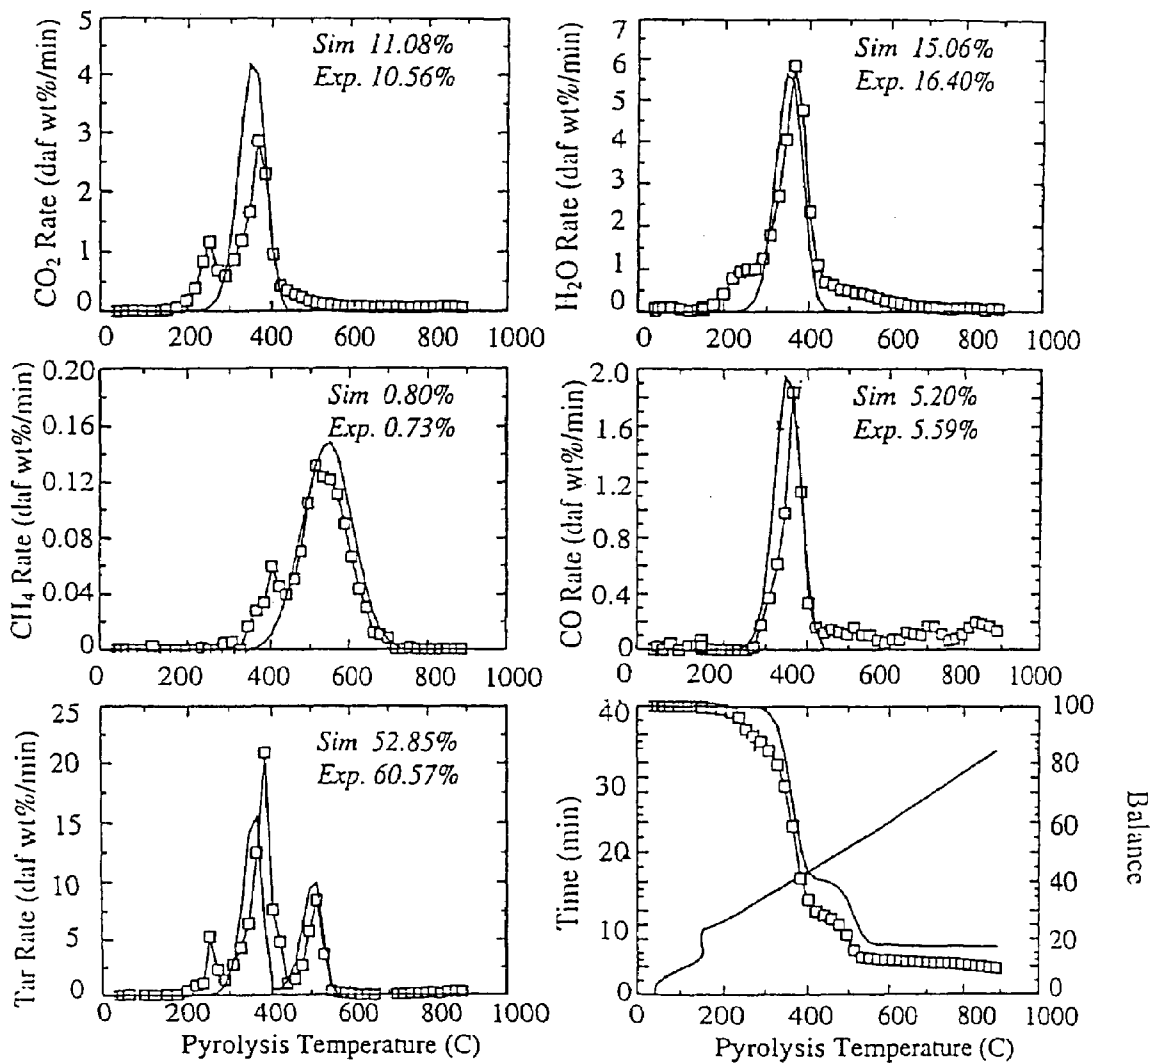 5
4
3
2
1
0
CO2 Rate (daf wt%/min)
Sim 11.08%
Exp. 10.56%
0 200 400 600 800 1000
7
6
5
4
3
2
1
0
H2O Rate (daf wt%/min)
Sim 15.06%
Exp. 16.40%
0 200 400 600 800 1000
0.20
0.16
0.12
0.08
0.04
0
CH4 Rate (daf wt%/min)
Sim 0.80%
Exp. 0.73%
0 200 400 600 800 1000
2.0
1.6
1.2
0.8
0.4
0
CO Rate (daf wt%/min)
Sim 5.20%
Exp. 5.59%
0 200 400 600 800 1000
25
20
15
10
5
0
Tar Rate (daf wt%/min)
Sim 52.85%
Exp. 60.57%
0 200 400 600 800 1000
Pyrolysis Temperature (C)
40
30
20
10
0
Time (min)
100
80
60
40
20
0
Balance
0 200 400 600 800 1000
Pyrolysis Temperature (C)